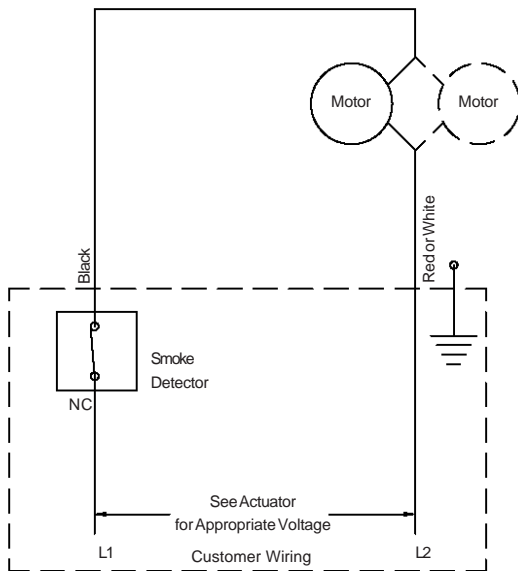 Motor
Motor
Black
Red or White
Smoke
Detector
NC
See Actuator
for Appropriate Voltage
L1
L2
Customer Wiring